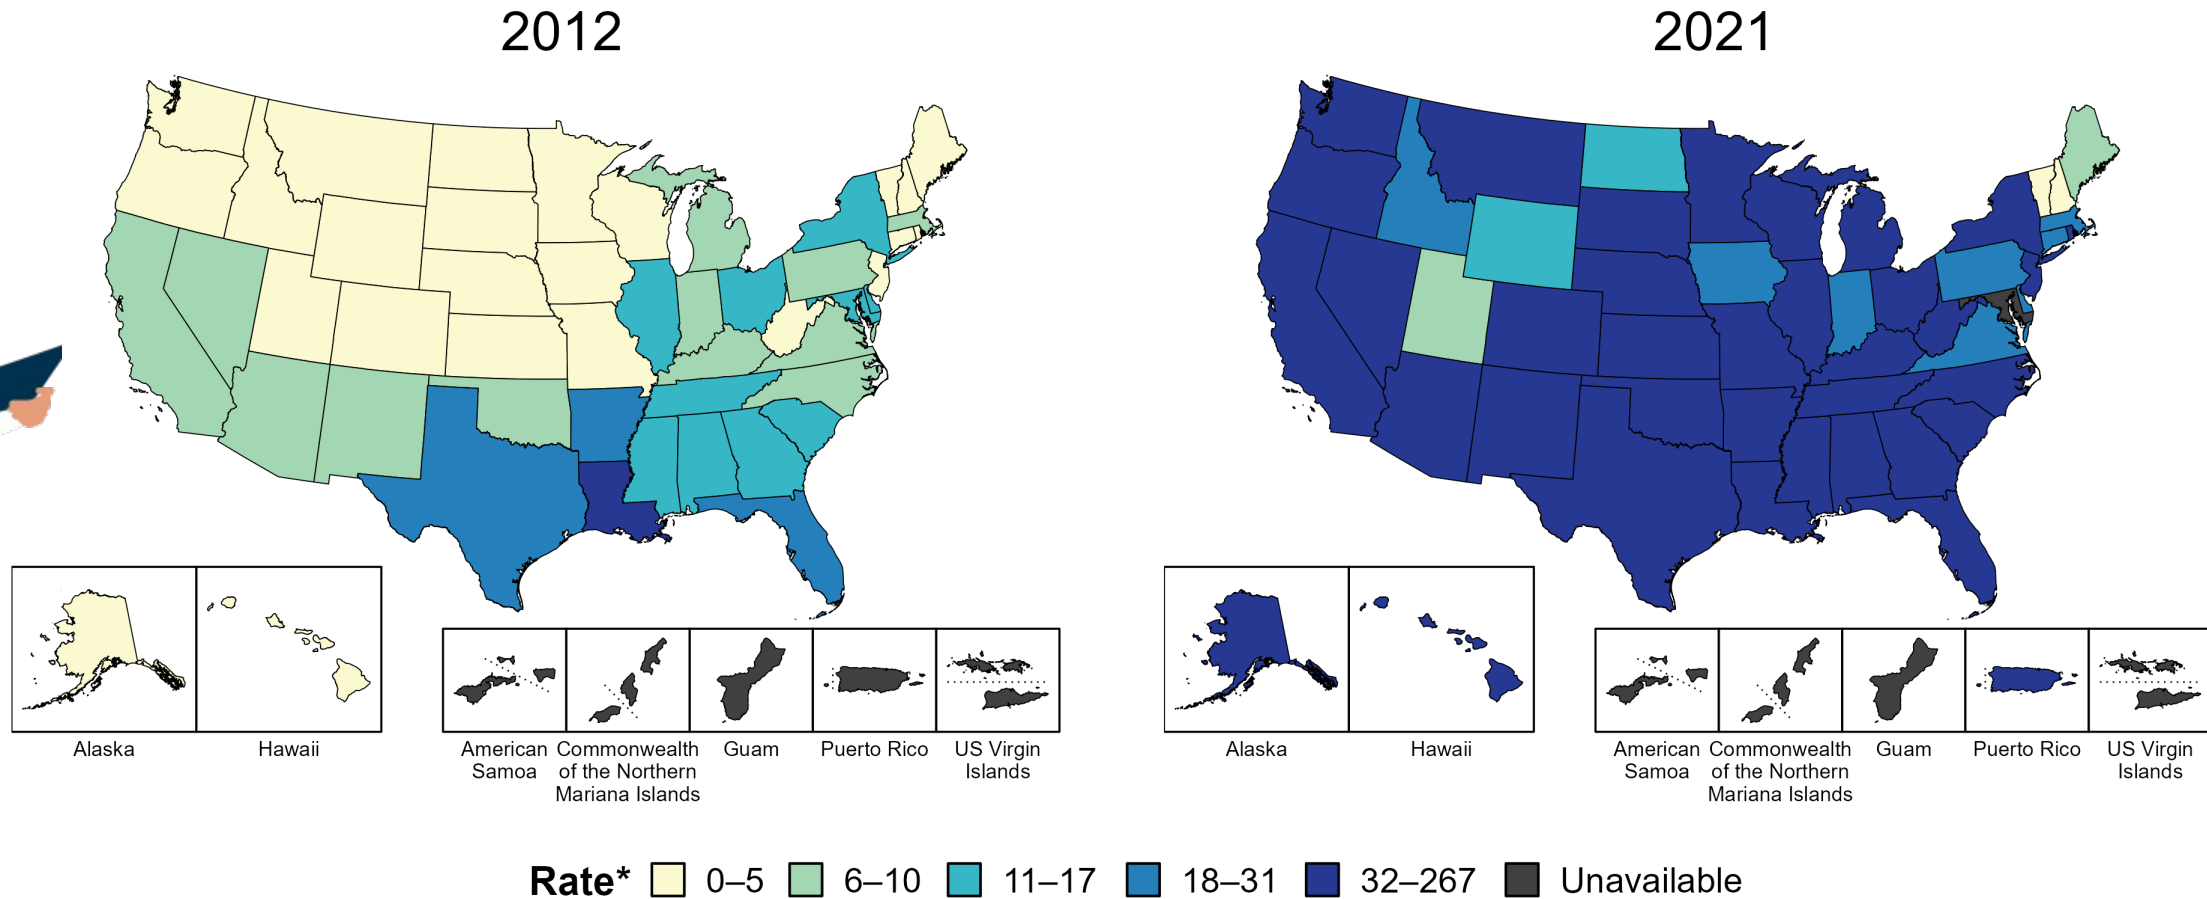 2012
2021
Alaska
Hawaii
American
Samoa
Commonwealth
of the Northern
Mariana Islands
Guam
Puerto Rico
US Virgin
Islands
Alaska
Hawaii
American
Samoa
Commonwealth
of the Northern
Mariana Islands
Guam
Puerto Rico
US Virgin
Islands
Rate* 0–5 6–10 11–17 18–31 32–267 Unavailable